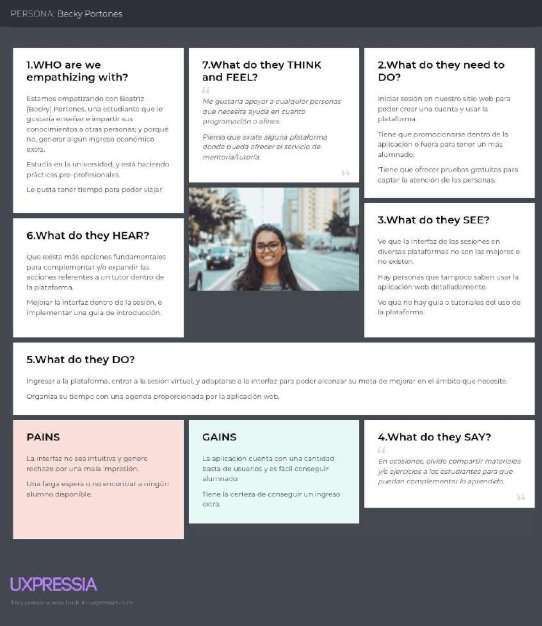 PERSONA: Becky Portones
1.WHO are we
empathizing with?
Estamos empatizando con Beatriz
(Becky) Portones, una estudiante que le
gustaría enseñar e impartir sus
conocimientos a otras personas; y porqué
no, generar algún ingreso económico
extra.
Estudia en la universidad, y está haciendo
prácticas pre-profesionales.
Le gusta tener tiempo para poder viajar.
7.What do they THINK
and FEEL?
Me gustaría apoyar a cualquier personas
que necesite ayuda en cuanto
programación o afines.
Piensa que existe alguna plataforma
donde pueda ofrecer el servicio de
mentoría/tutoría.
2.What do they need to
DO?
Iniciar sesión en nuestro sitio web para
poder crear una cuenta y usar la
plataforma.
Tiene que promocionarse dentro de la
aplicación o fuera para tener un más
alumnado.
'Tiene que ofrecer pruebas gratuitas para
captar la atención de las personas.
6.What do they HEAR?
Que exista más opciones fundamentales
para complementar y/o expandir las
acciones referentes a un tutor dentro de
la plataforma.
Mejorar la interfaz dentro de la sesión, e
implementar una guía de introducción.
3.What do they SEE?
Ve que la interfaz de las sesiones en
diversas plataformas no son las mejores o
no existen.
Hay personas que tampoco saben usar la
aplicación web detalladamente.
Ve que no hay guía o tutoriales del uso de
la plataforma.
5.What do they DO?
Ingresar a la plataforma, entrar a la sesión virtual, y adaptarse a la interfaz para poder alcanzar su meta de mejorar en el ámbito que necesite.
Organiza su tiempo con una agenda proporcionada por la aplicación web.
PAINS
La interfaz no sea intuitiva y genere
rechazo por una mala impresión.
Una larga espera o no encontrar a ningún
alumno disponible.
GAINS
La aplicación cuenta con una cantidad
basta de usuarios y es fácil conseguir
alumnado
Tiene la certeza de conseguir un ingreso
extra.
4.What do they SAY?
En ocasiones, olvido compartir materiales
y/o ejercicios a los estudiantes para que
puedan complementar lo aprendido.
UXPRESSIA
This persona was built in uxpressia.com